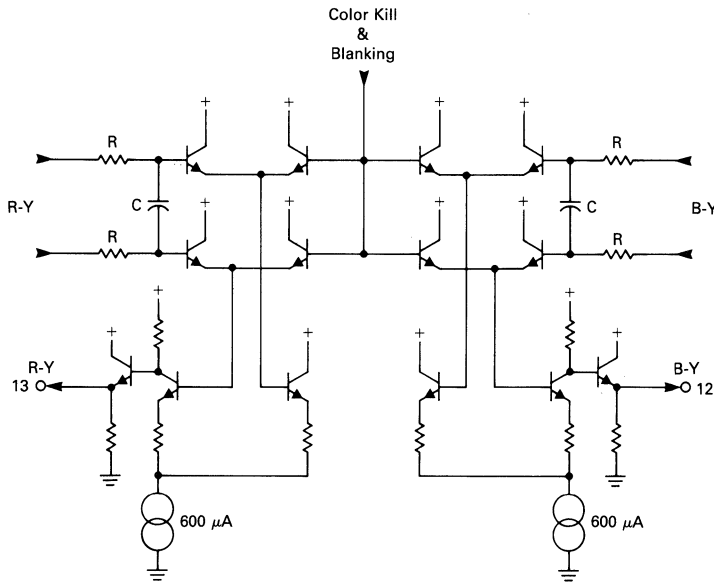 Color Kill
&
Blanking
+ + + +
R R
R-Y C C B-Y
+ + + +
R R
+ +
+ + + +
R-Y B-Y
13 12
600 μA 600 μA